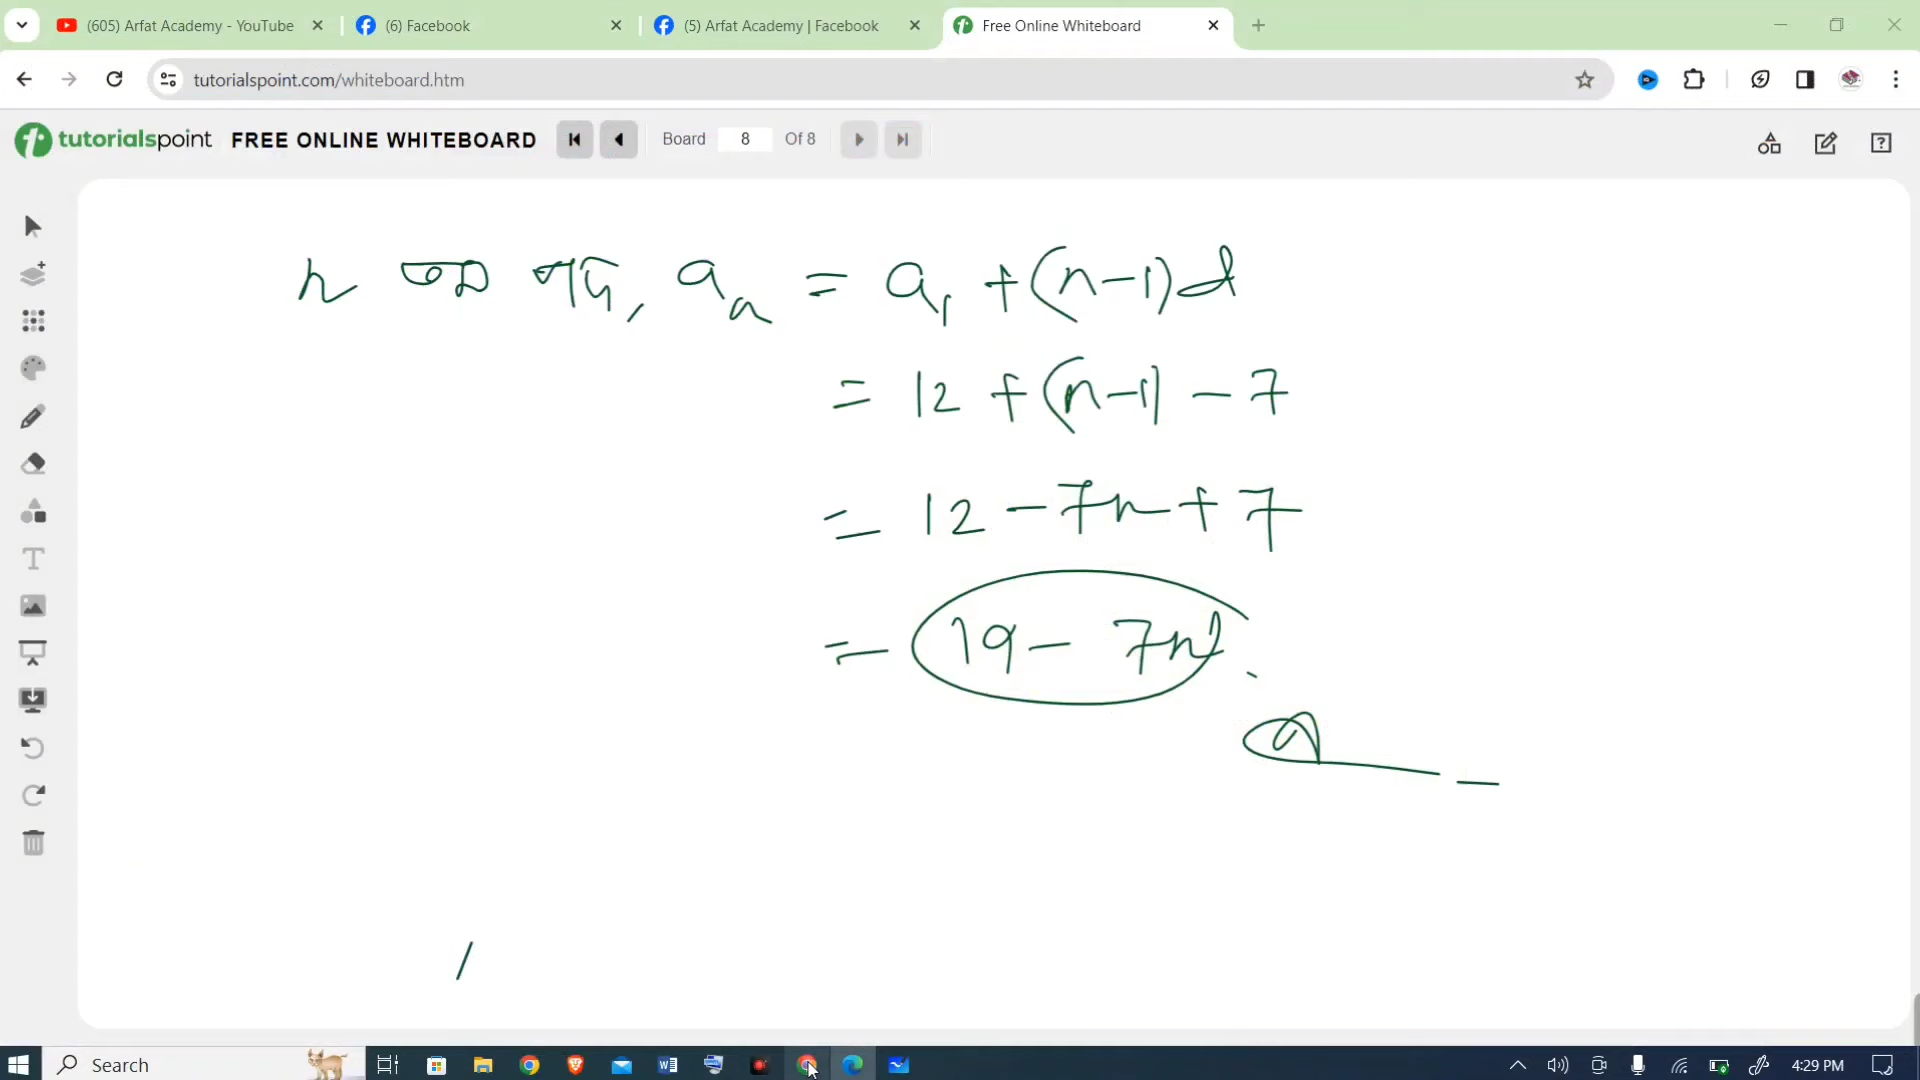 (605) Arfat Academy - YouTube
(6) Facebook
(5) Arfat Academy | Facebook
Free Online Whiteboard
tutorialspoint.com/whiteboard.htm
tutorialspoint FREE ONLINE WHITEBOARD Board 8 Of 8
n তম পদ, aₙ = a₁ + (n-1)d
= 12 + (n-1) - 7
= 12 - 7n + 7
= 19 - 7n
Search
4:29 PM